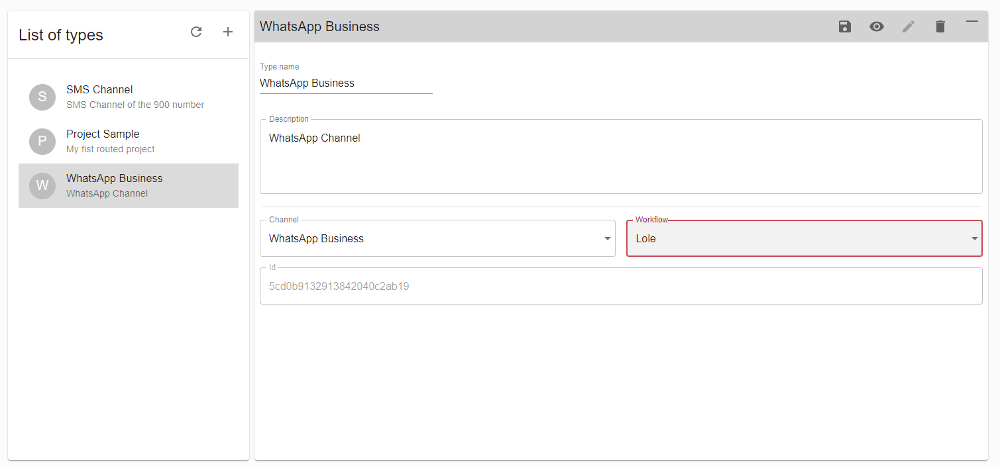 List of types
S
SMS Channel
SMS Channel of the 900 number
P
Project Sample
My fist routed project
W
WhatsApp Business
WhatsApp Channel
WhatsApp Business
Type name
WhatsApp Business
Description
WhatsApp Channel
Channel
WhatsApp Business
Workflow
Lole
Id
5cd0b9132913842040c2ab19